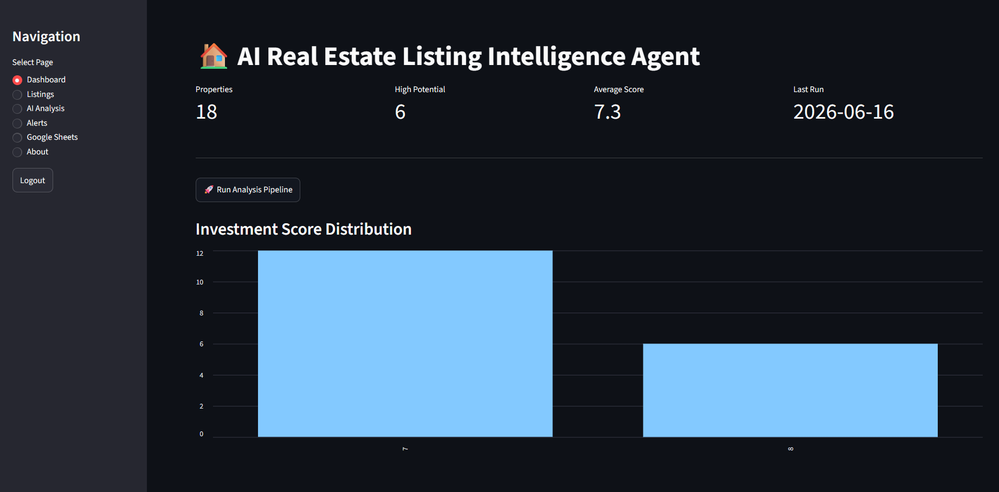 Navigation
Select Page
Dashboard
Listings
AI Analysis
Alerts
Google Sheets
About
Logout
AI Real Estate Listing Intelligence Agent
Properties
18
High Potential
6
Average Score
7.3
Last Run
2026-06-16
Run Analysis Pipeline
Investment Score Distribution
12
10
8
6
4
2
0
7
8